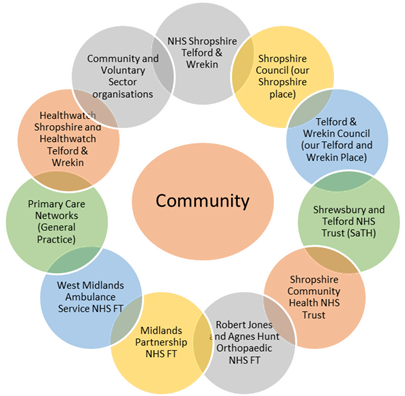 NHS Shropshire
Telford &
Wrekin
Shropshire
Council (our
Shropshire
place)
Telford &
Wrekin Council
(our Telford and
Wrekin Place)
Shrewsbury and
Telford NHS
Trust (SaTH)
Shropshire
Community
Health NHS
Trust
Robert Jones
and Agnes Hunt
Orthopaedic
NHS FT
Midlands
Partnership
NHS FT
West Midlands
Ambulance
Service NHS FT
Primary Care
Networks
(General
Practice)
Healthwatch
Shropshire and
Healthwatch
Telford &
Wrekin
Community and
Voluntary
Sector
organisations
Community